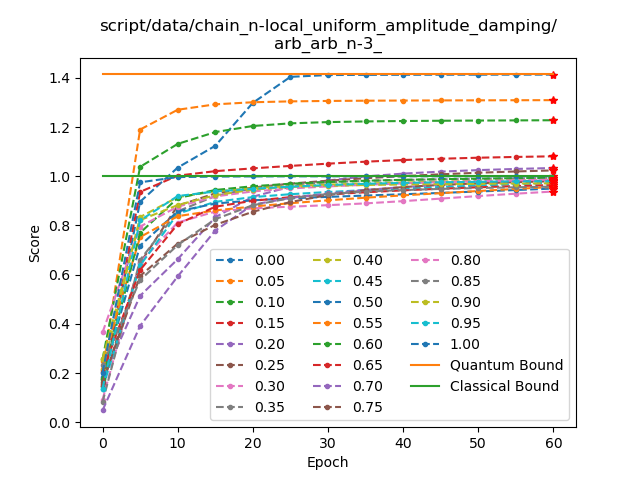 script/data/chain_n-local_uniform_amplitude_damping/
arb_arb_n-3_
Score
1.4
1.2
1.0
0.8
0.6
0.4
0.2
0.0
0 10 20 30 40 50 60
Epoch
0.00 0.40 0.80
0.05 0.45 0.85
0.10 0.50 0.90
0.15 0.55 0.95
0.20 0.60 1.00
0.25 0.65 Quantum Bound
0.30 0.70 Classical Bound
0.35 0.75